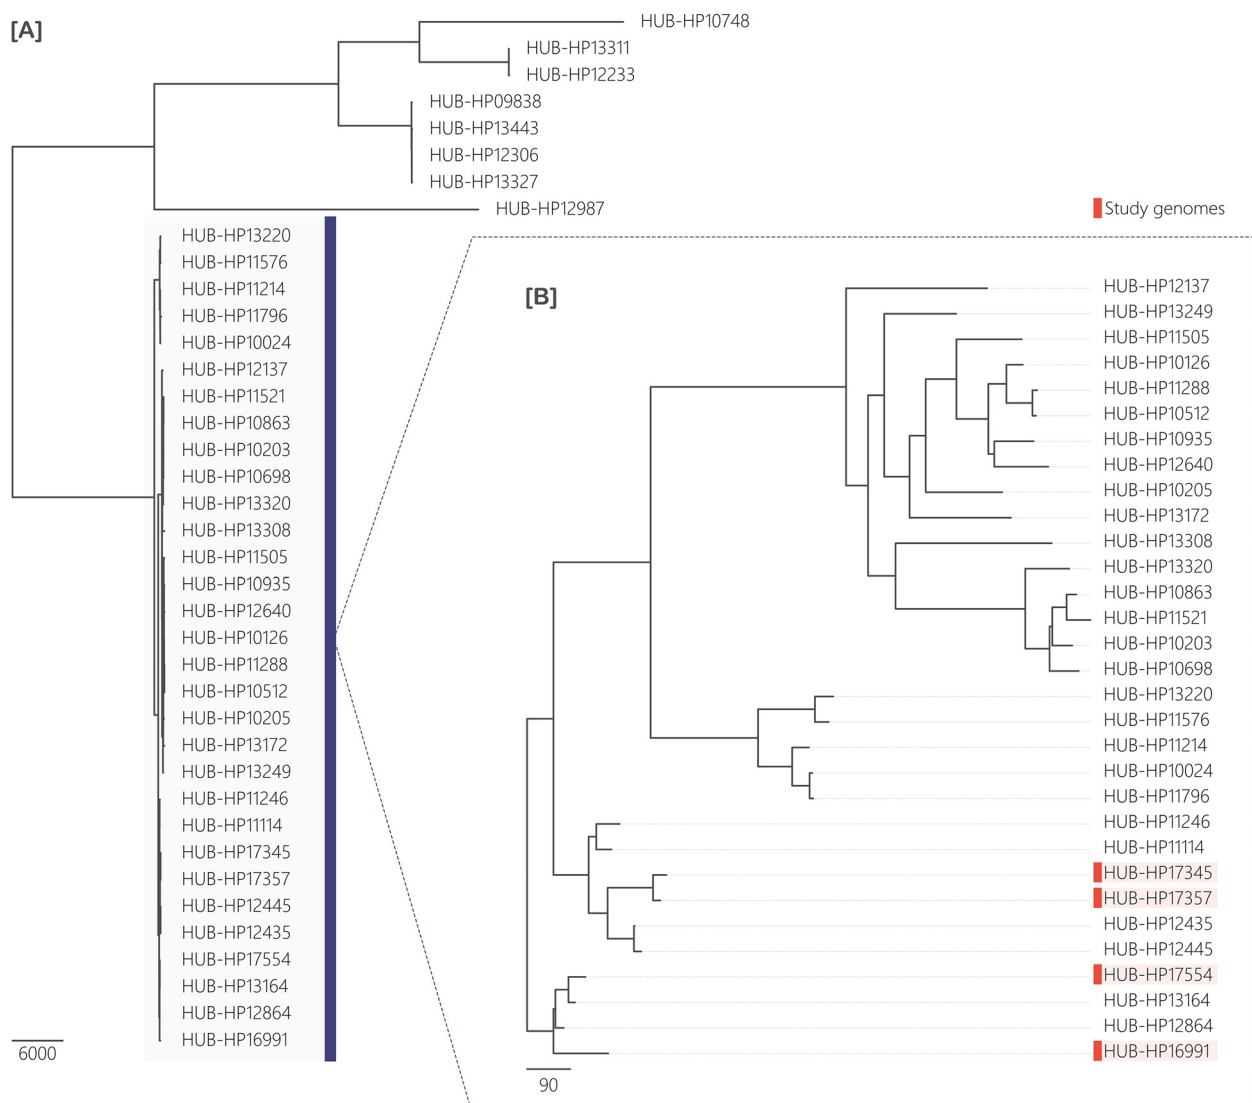 [A]
HUB-HP10748
HUB-HP13311
HUB-HP12233
HUB-HP09838
HUB-HP13443
HUB-HP12306
HUB-HP13327
HUB-HP12987
HUB-HP13220
HUB-HP11576
HUB-HP11214
HUB-HP11796
HUB-HP10024
HUB-HP12137
HUB-HP11521
HUB-HP10863
HUB-HP10203
HUB-HP10698
HUB-HP13320
HUB-HP13308
HUB-HP11505
HUB-HP10935
HUB-HP12640
HUB-HP10126
HUB-HP11288
HUB-HP10512
HUB-HP10205
HUB-HP13172
HUB-HP13249
HUB-HP11246
HUB-HP11114
HUB-HP17345
HUB-HP17357
HUB-HP12445
HUB-HP12435
HUB-HP17554
HUB-HP13164
HUB-HP12864
HUB-HP16991
6000
Study genomes
[B]
HUB-HP12137
HUB-HP13249
HUB-HP11505
HUB-HP10126
HUB-HP11288
HUB-HP10512
HUB-HP10935
HUB-HP12640
HUB-HP10205
HUB-HP13172
HUB-HP13308
HUB-HP13320
HUB-HP10863
HUB-HP11521
HUB-HP10203
HUB-HP10698
HUB-HP13220
HUB-HP11576
HUB-HP11214
HUB-HP10024
HUB-HP11796
HUB-HP11246
HUB-HP11114
HUB-HP17345
HUB-HP17357
HUB-HP12435
HUB-HP12445
HUB-HP17554
HUB-HP13164
HUB-HP12864
HUB-HP16991
90